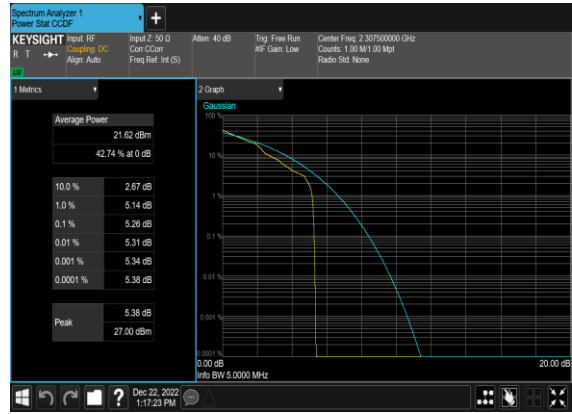 Spectrum Analyzer 1
Power Stat CCDF
+
KEYSIGHT
R T
LW
Input: RF
Coupling: DC
Align: Auto
Input Z: 50 Ω
Corr CCorr
Freq Ref: Int (S)
Atten: 40 dB
Trig: Free Run
#IF Gain: Low
Center Freq: 2.307500000 GHz
Counts: 1.00 M/1.00 Mpt
Radio Std: None
1 Metrics
Average Power
21.62 dBm
42.74 % at 0 dB
10.0 % 2.67 dB
1.0 % 5.14 dB
0.1 % 5.26 dB
0.01 % 5.31 dB
0.001 % 5.34 dB
0.0001 % 5.38 dB
Peak
5.38 dB
27.00 dBm
2 Graph
Gaussian
100 %
10 %
1 %
0.1 %
0.01 %
0.001 %
0.0001 %
0.00 dB 20.00 dB
Info BW 5.0000 MHz
?
Dec 22, 2022
1:17:23 PM